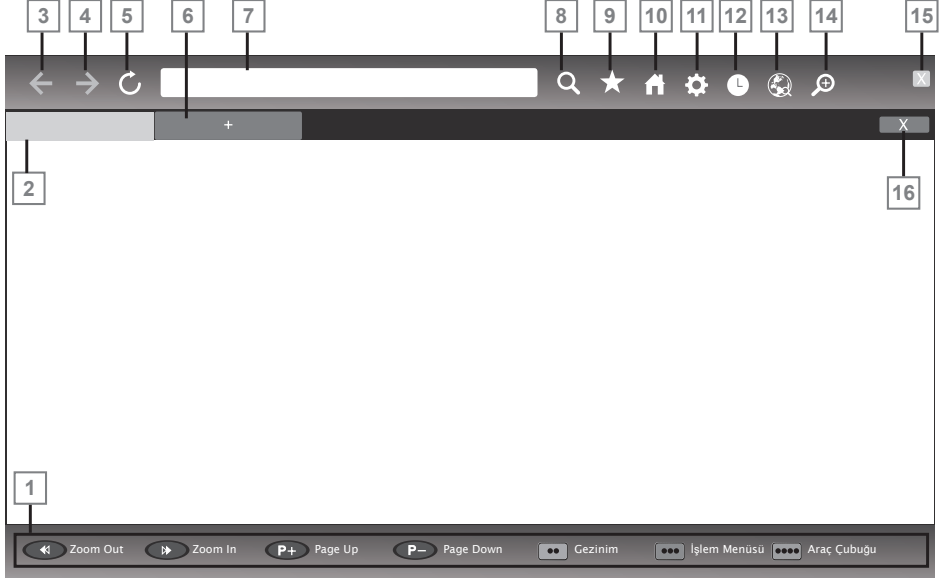 3 4 5 6 7 8 9 10 11 12 13 14 15
X
+ X
2 16
1
Zoom Out Zoom In P+ Page Up P− Page Down Gezinim İşlem Menüsü Araç Çubuğu